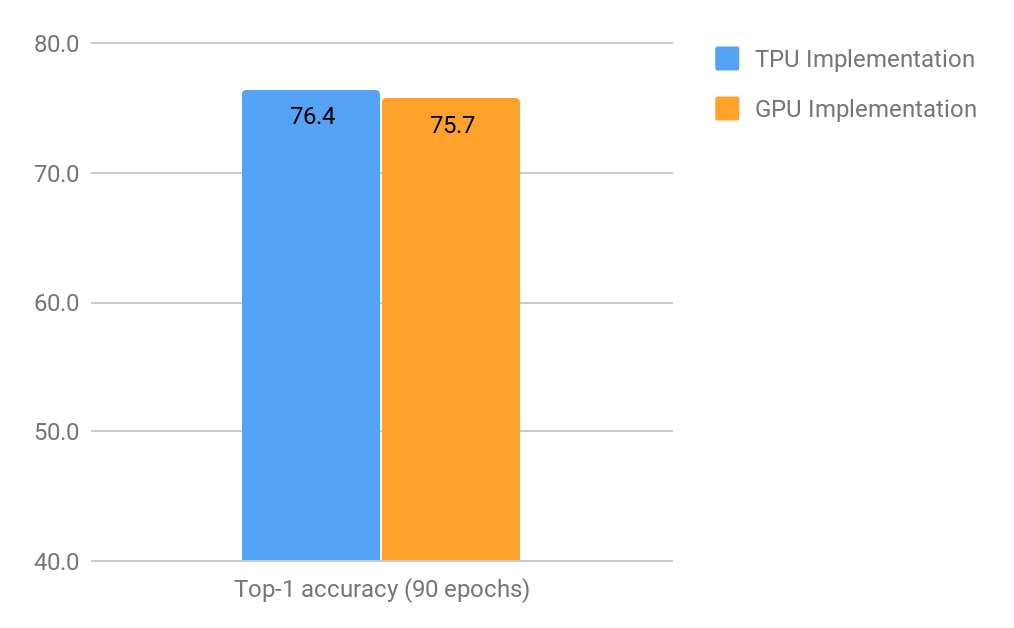 80.0
70.0
60.0
50.0
40.0
76.4
75.7
Top-1 accuracy (90 epochs)
TPU Implementation
GPU Implementation